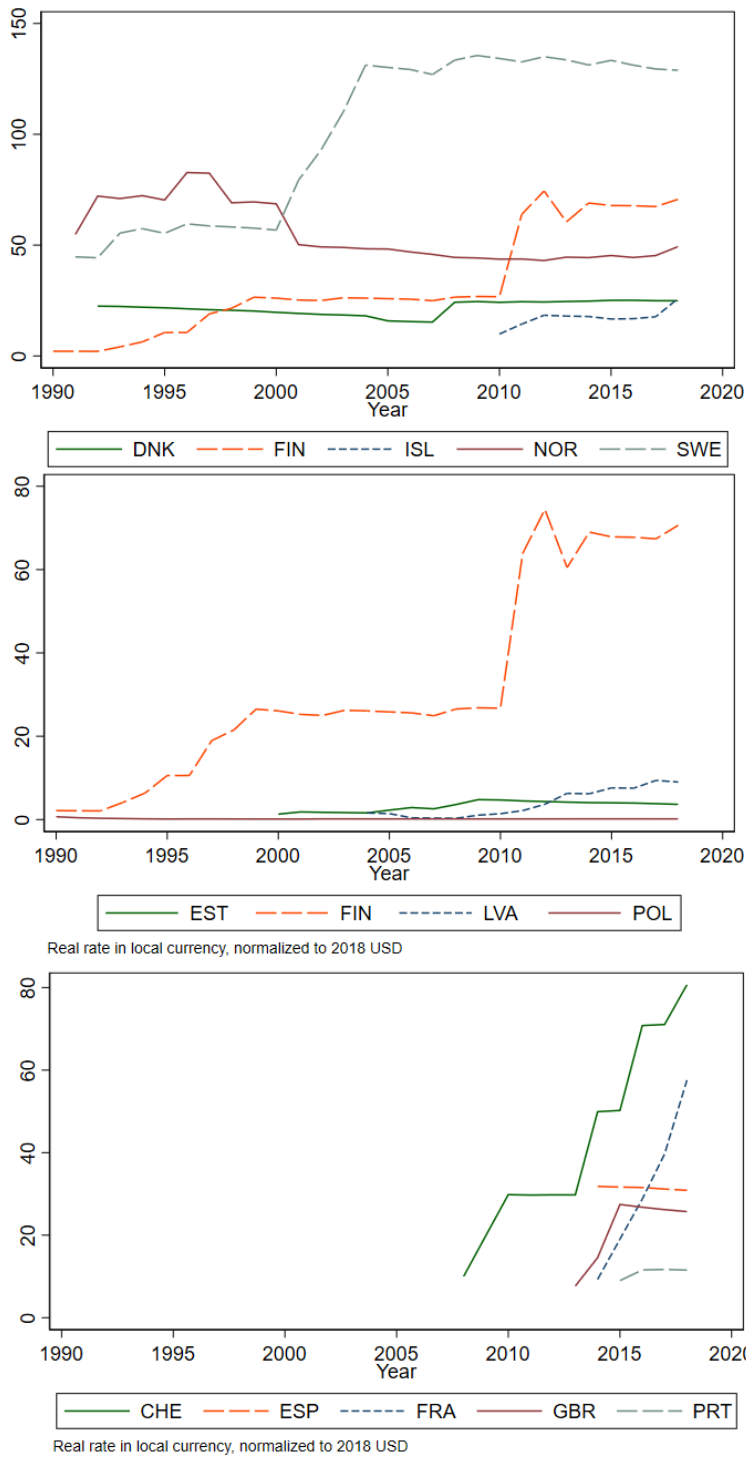 150
100
50
0
1990 1995 2000 2005 2010 2015 2020
Year
DNK FIN ISL NOR SWE
80
60
40
20
0
1990 1995 2000 2005 2010 2015 2020
Year
EST FIN LVA POL
Real rate in local currency, normalized to 2018 USD
80
60
40
20
0
1990 1995 2000 2005 2010 2015 2020
Year
CHE ESP FRA GBR PRT
Real rate in local currency, normalized to 2018 USD